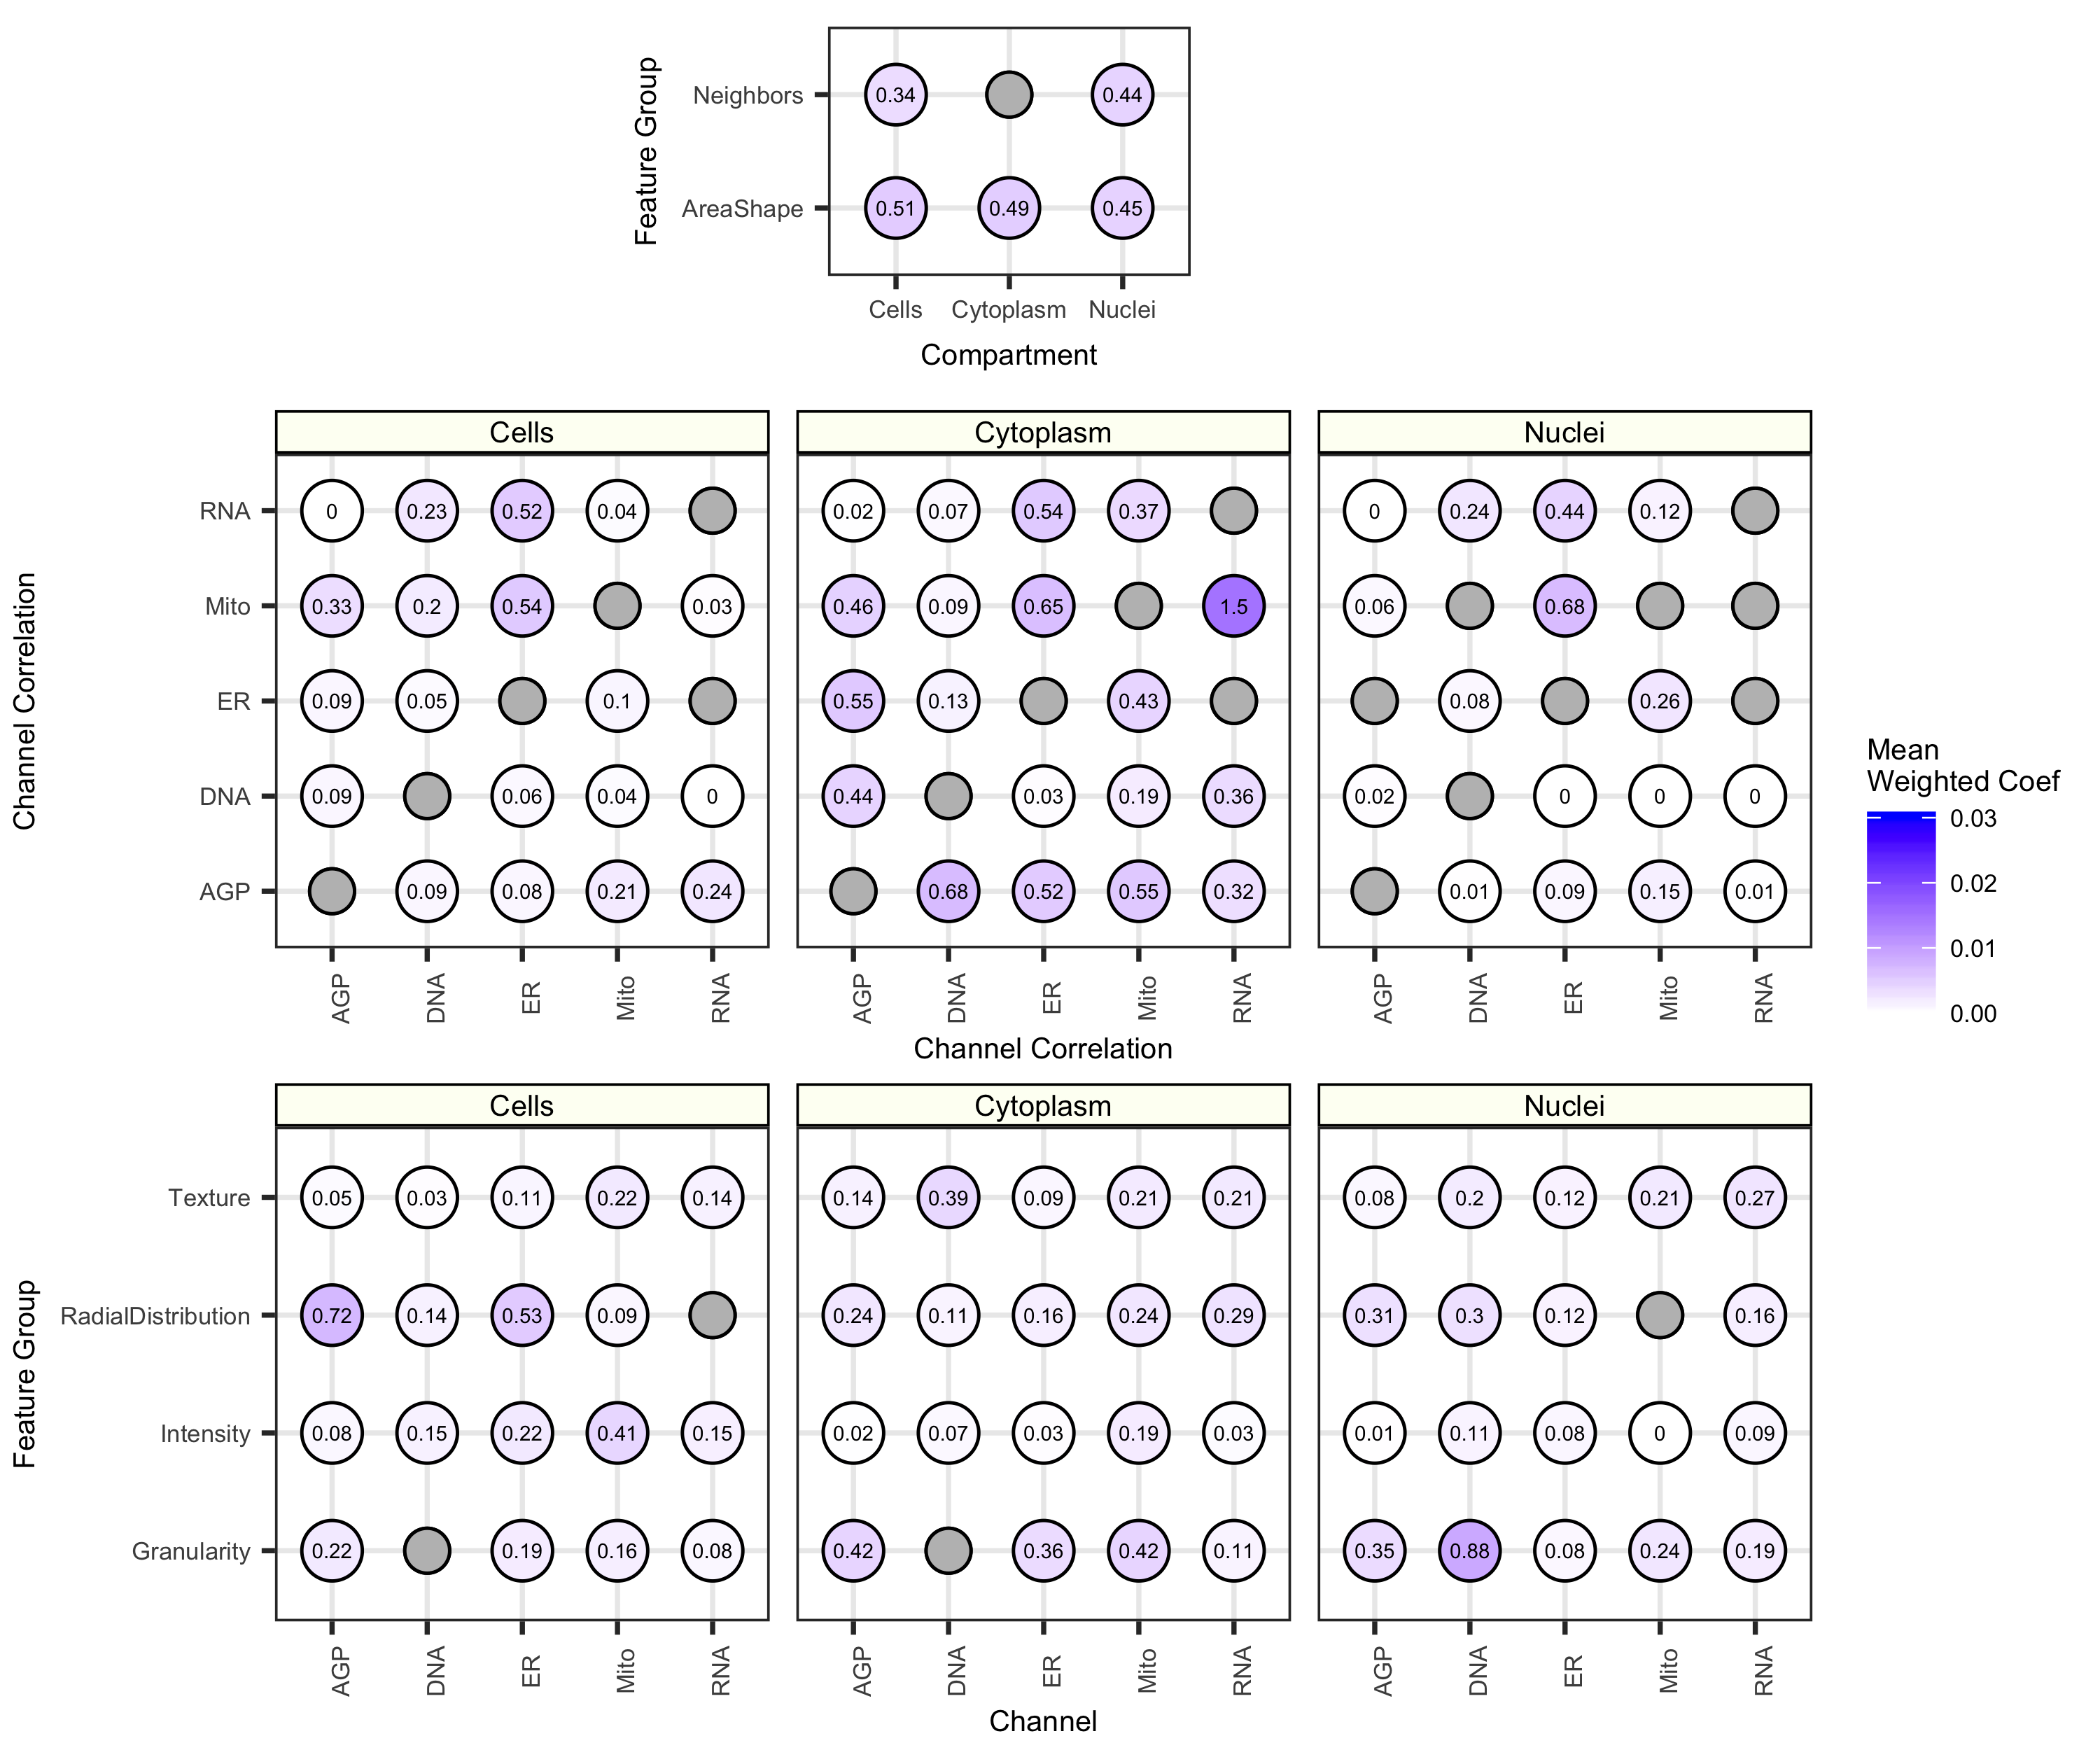 Feature Group
Neighbors 0.34 0.44
AreaShape 0.51 0.49 0.45
Cells Cytoplasm Nuclei
Compartment
Cells Cytoplasm Nuclei
Channel Correlation
RNA 0 0.23 0.52 0.04 0.02 0.07 0.54 0.37 0 0.24 0.44 0.12
Mito 0.33 0.2 0.54 0.03 0.46 0.09 0.65 1.5 0.06 0.68
ER 0.09 0.05 0.1 0.55 0.13 0.43 0.08 0.26
DNA 0.09 0.06 0.04 0 0.44 0.03 0.19 0.36 0.02 0 0 0
AGP 0.09 0.08 0.21 0.24 0.68 0.52 0.55 0.32 0.01 0.09 0.15 0.01
AGP DNA ER Mito RNA AGP DNA ER Mito RNA AGP DNA ER Mito RNA
Channel Correlation
Mean
Weighted Coef
0.03
0.02
0.01
0.00
Cells Cytoplasm Nuclei
Feature Group
Texture 0.05 0.03 0.11 0.22 0.14 0.14 0.39 0.09 0.21 0.21 0.08 0.2 0.12 0.21 0.27
RadialDistribution 0.72 0.14 0.53 0.09 0.24 0.11 0.16 0.24 0.29 0.31 0.3 0.12 0.16
Intensity 0.08 0.15 0.22 0.41 0.15 0.02 0.07 0.03 0.19 0.03 0.01 0.11 0.08 0 0.09
Granularity 0.22 0.19 0.16 0.08 0.42 0.36 0.42 0.11 0.35 0.88 0.08 0.24 0.19
AGP DNA ER Mito RNA AGP DNA ER Mito RNA AGP DNA ER Mito RNA
Channel